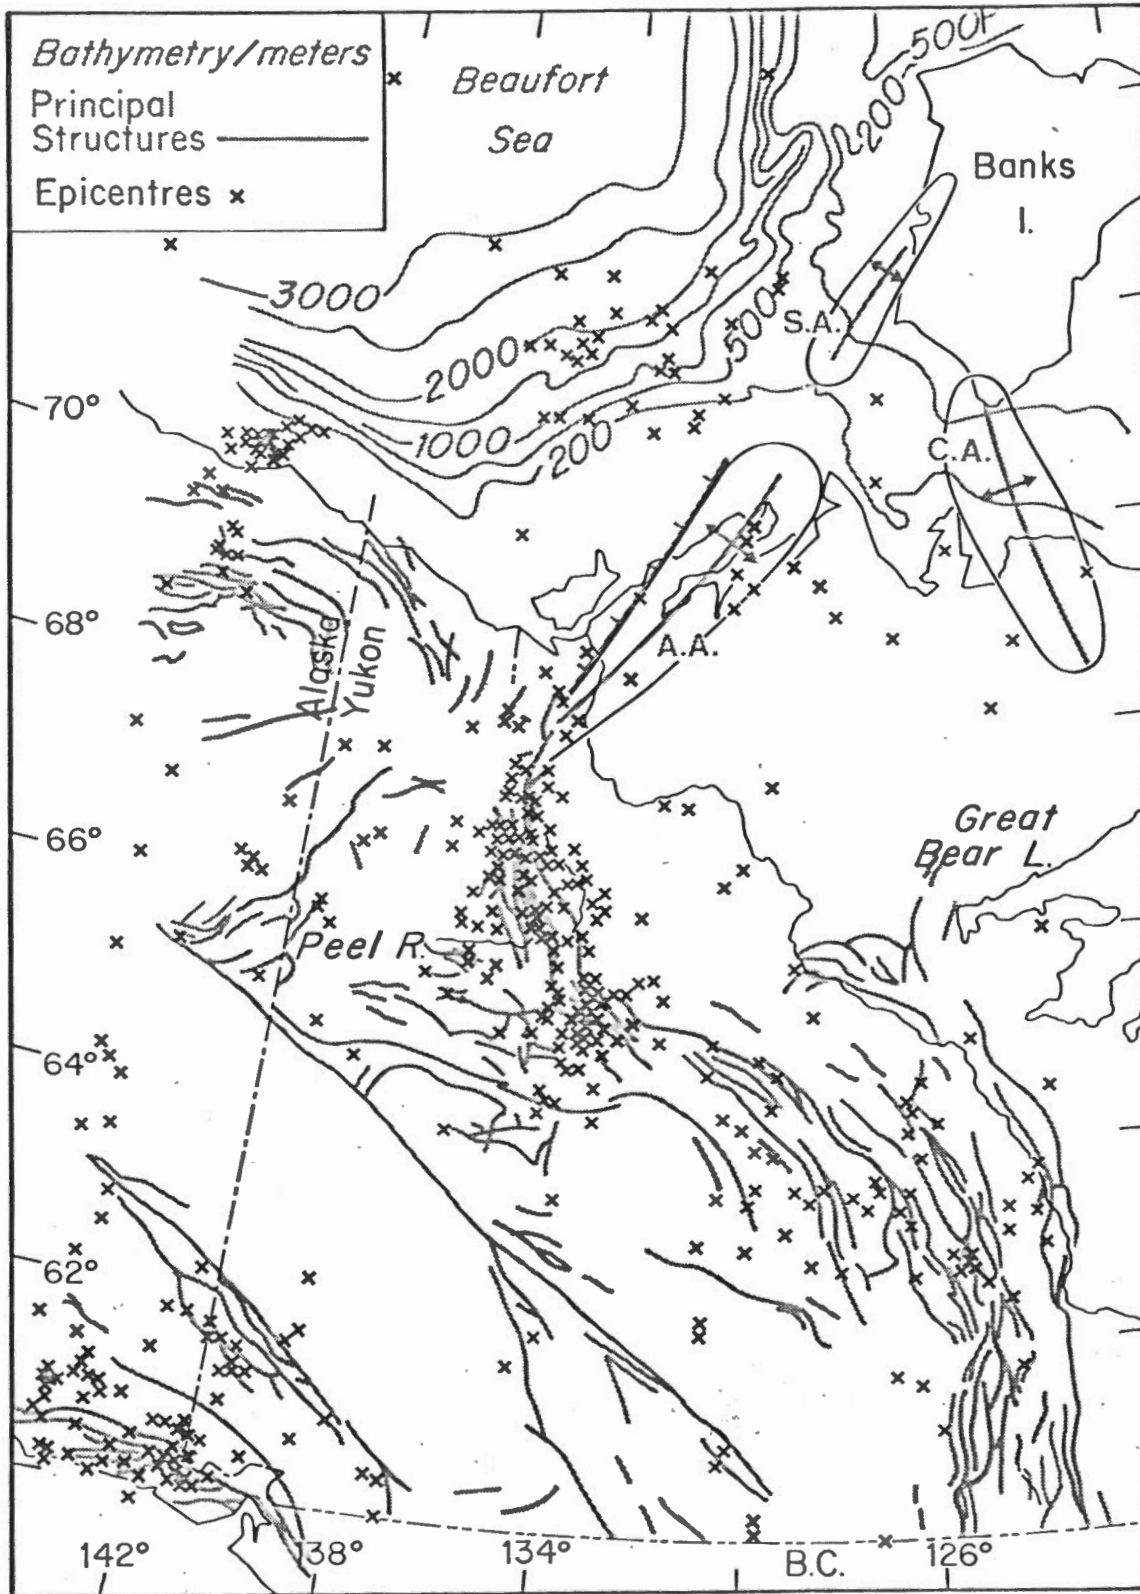 Bathymetry/meters
Principal
Structures
Epicentres x
Beaufort
Sea
Banks
I.
500
200
3000
2000
1000
500
200
S.A.
C.A.
A.A.
70°
68°
66°
64°
62°
Alaska
Yukon
Great
Bear L.
Peel R.
142°
138°
134°
B.C.
126°